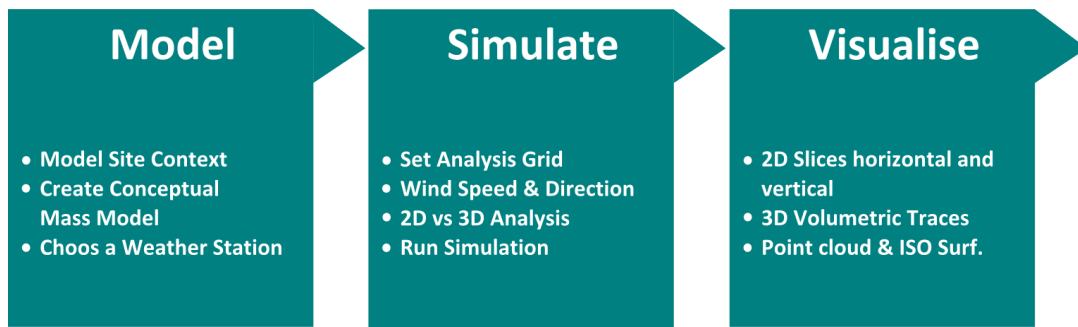 Model
• Model Site Context
• Create Conceptual
Mass Model
• Choos a Weather Station
Simulate
• Set Analysis Grid
• Wind Speed & Direction
• 2D vs 3D Analysis
• Run Simulation
Visualise
• 2D Slices horizontal and
vertical
• 3D Volumetric Traces
• Point cloud & ISO Surf.